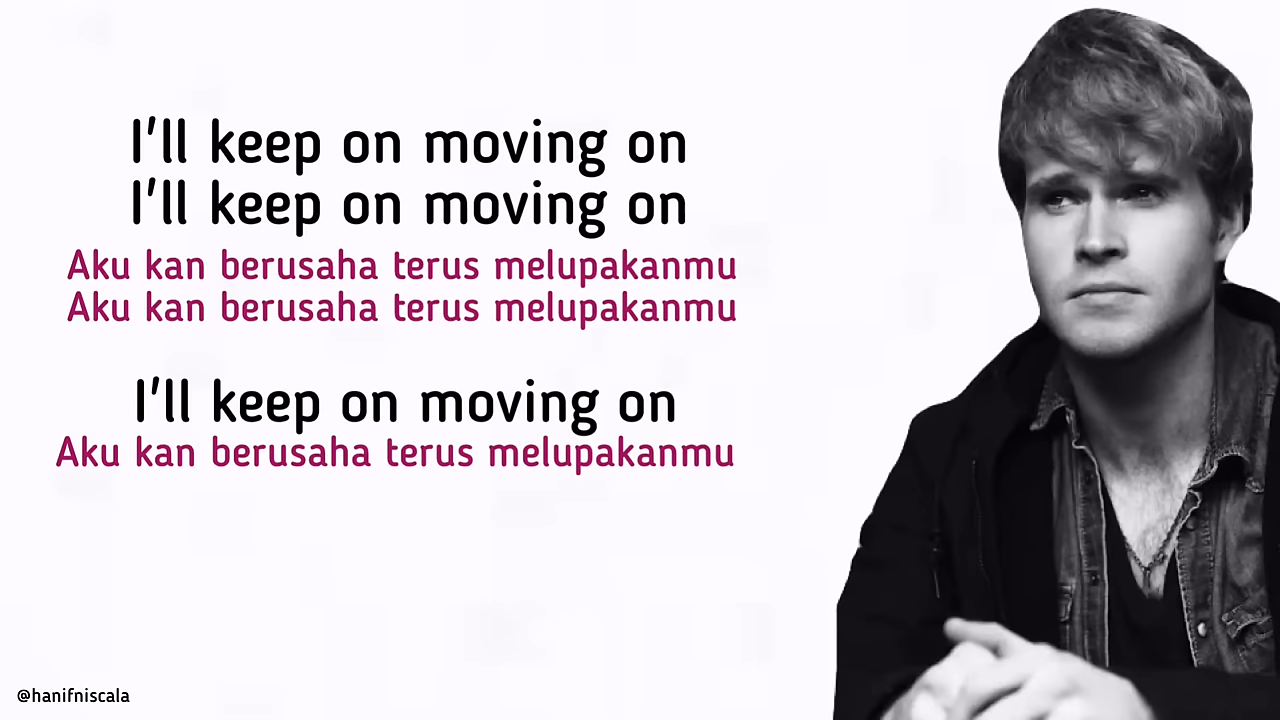 I'll keep on moving on
I'll keep on moving on
Aku kan berusaha terus melupakanmu
Aku kan berusaha terus melupakanmu
I'll keep on moving on
Aku kan berusaha terus melupakanmu
@hanifniscala